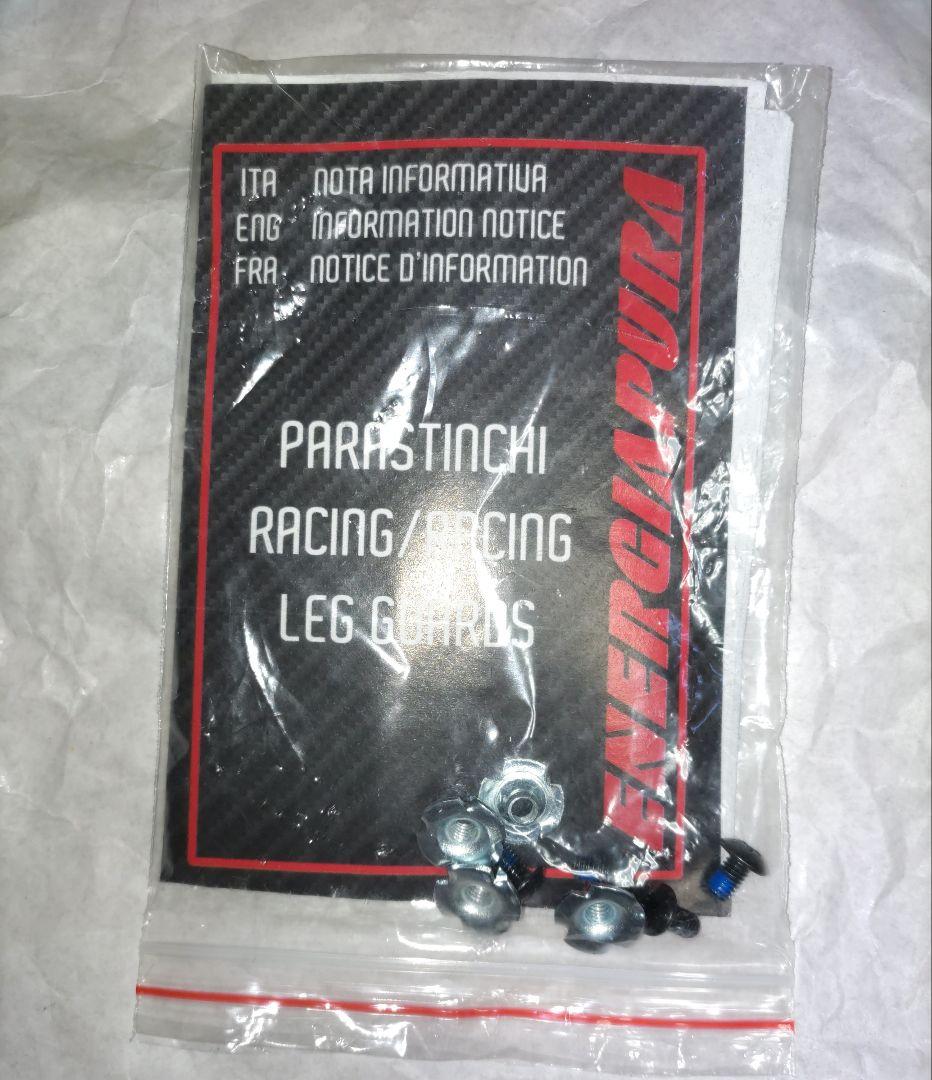 ITA NOTA INFORMATIVA
ENG INFORMATION NOTICE
FRA NOTICE D'INFORMATION
PARASTINCHI
RACING/RACING
LEG GUARDS
ENERGIAPURA